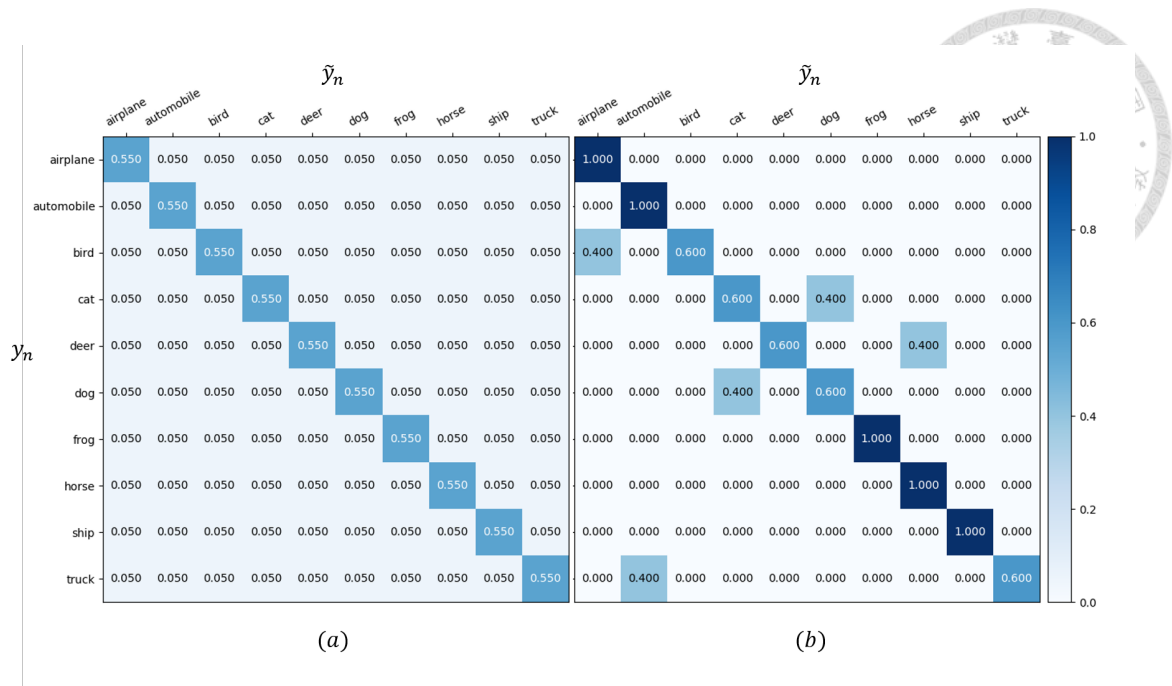 ỹₙ ỹₙ
airplane automobile bird cat deer dog frog horse ship truck airplane automobile bird cat deer dog frog horse ship truck
airplane 0.550 0.050 0.050 0.050 0.050 0.050 0.050 0.050 0.050 0.050 1.000 0.000 0.000 0.000 0.000 0.000 0.000 0.000 0.000 0.000 1.0
automobile 0.050 0.550 0.050 0.050 0.050 0.050 0.050 0.050 0.050 0.050 0.000 1.000 0.000 0.000 0.000 0.000 0.000 0.000 0.000 0.000
bird 0.050 0.050 0.550 0.050 0.050 0.050 0.050 0.050 0.050 0.050 0.400 0.000 0.600 0.000 0.000 0.000 0.000 0.000 0.000 0.000 0.8
cat 0.050 0.050 0.050 0.550 0.050 0.050 0.050 0.050 0.050 0.050 0.000 0.000 0.000 0.600 0.000 0.400 0.000 0.000 0.000 0.000
deer 0.050 0.050 0.050 0.050 0.550 0.050 0.050 0.050 0.050 0.050 0.000 0.000 0.000 0.000 0.600 0.000 0.000 0.400 0.000 0.000 0.6
yₙ
dog 0.050 0.050 0.050 0.050 0.050 0.550 0.050 0.050 0.050 0.050 0.000 0.000 0.000 0.400 0.000 0.600 0.000 0.000 0.000 0.000 0.4
frog 0.050 0.050 0.050 0.050 0.050 0.050 0.550 0.050 0.050 0.050 0.000 0.000 0.000 0.000 0.000 0.000 1.000 0.000 0.000 0.000
horse 0.050 0.050 0.050 0.050 0.050 0.050 0.050 0.550 0.050 0.050 0.000 0.000 0.000 0.000 0.000 0.000 0.000 1.000 0.000 0.000 0.2
ship 0.050 0.050 0.050 0.050 0.050 0.050 0.050 0.050 0.550 0.050 0.000 0.000 0.000 0.000 0.000 0.000 0.000 0.000 1.000 0.000
truck 0.050 0.050 0.050 0.050 0.050 0.050 0.050 0.050 0.050 0.550 0.000 0.400 0.000 0.000 0.000 0.000 0.000 0.000 0.000 0.600 0.0
(a) (b)